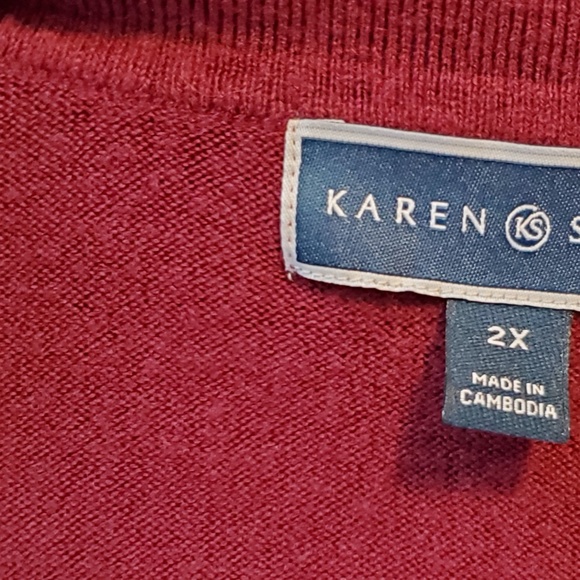 KAREN KS S
2X
MADE IN
CAMBODIA